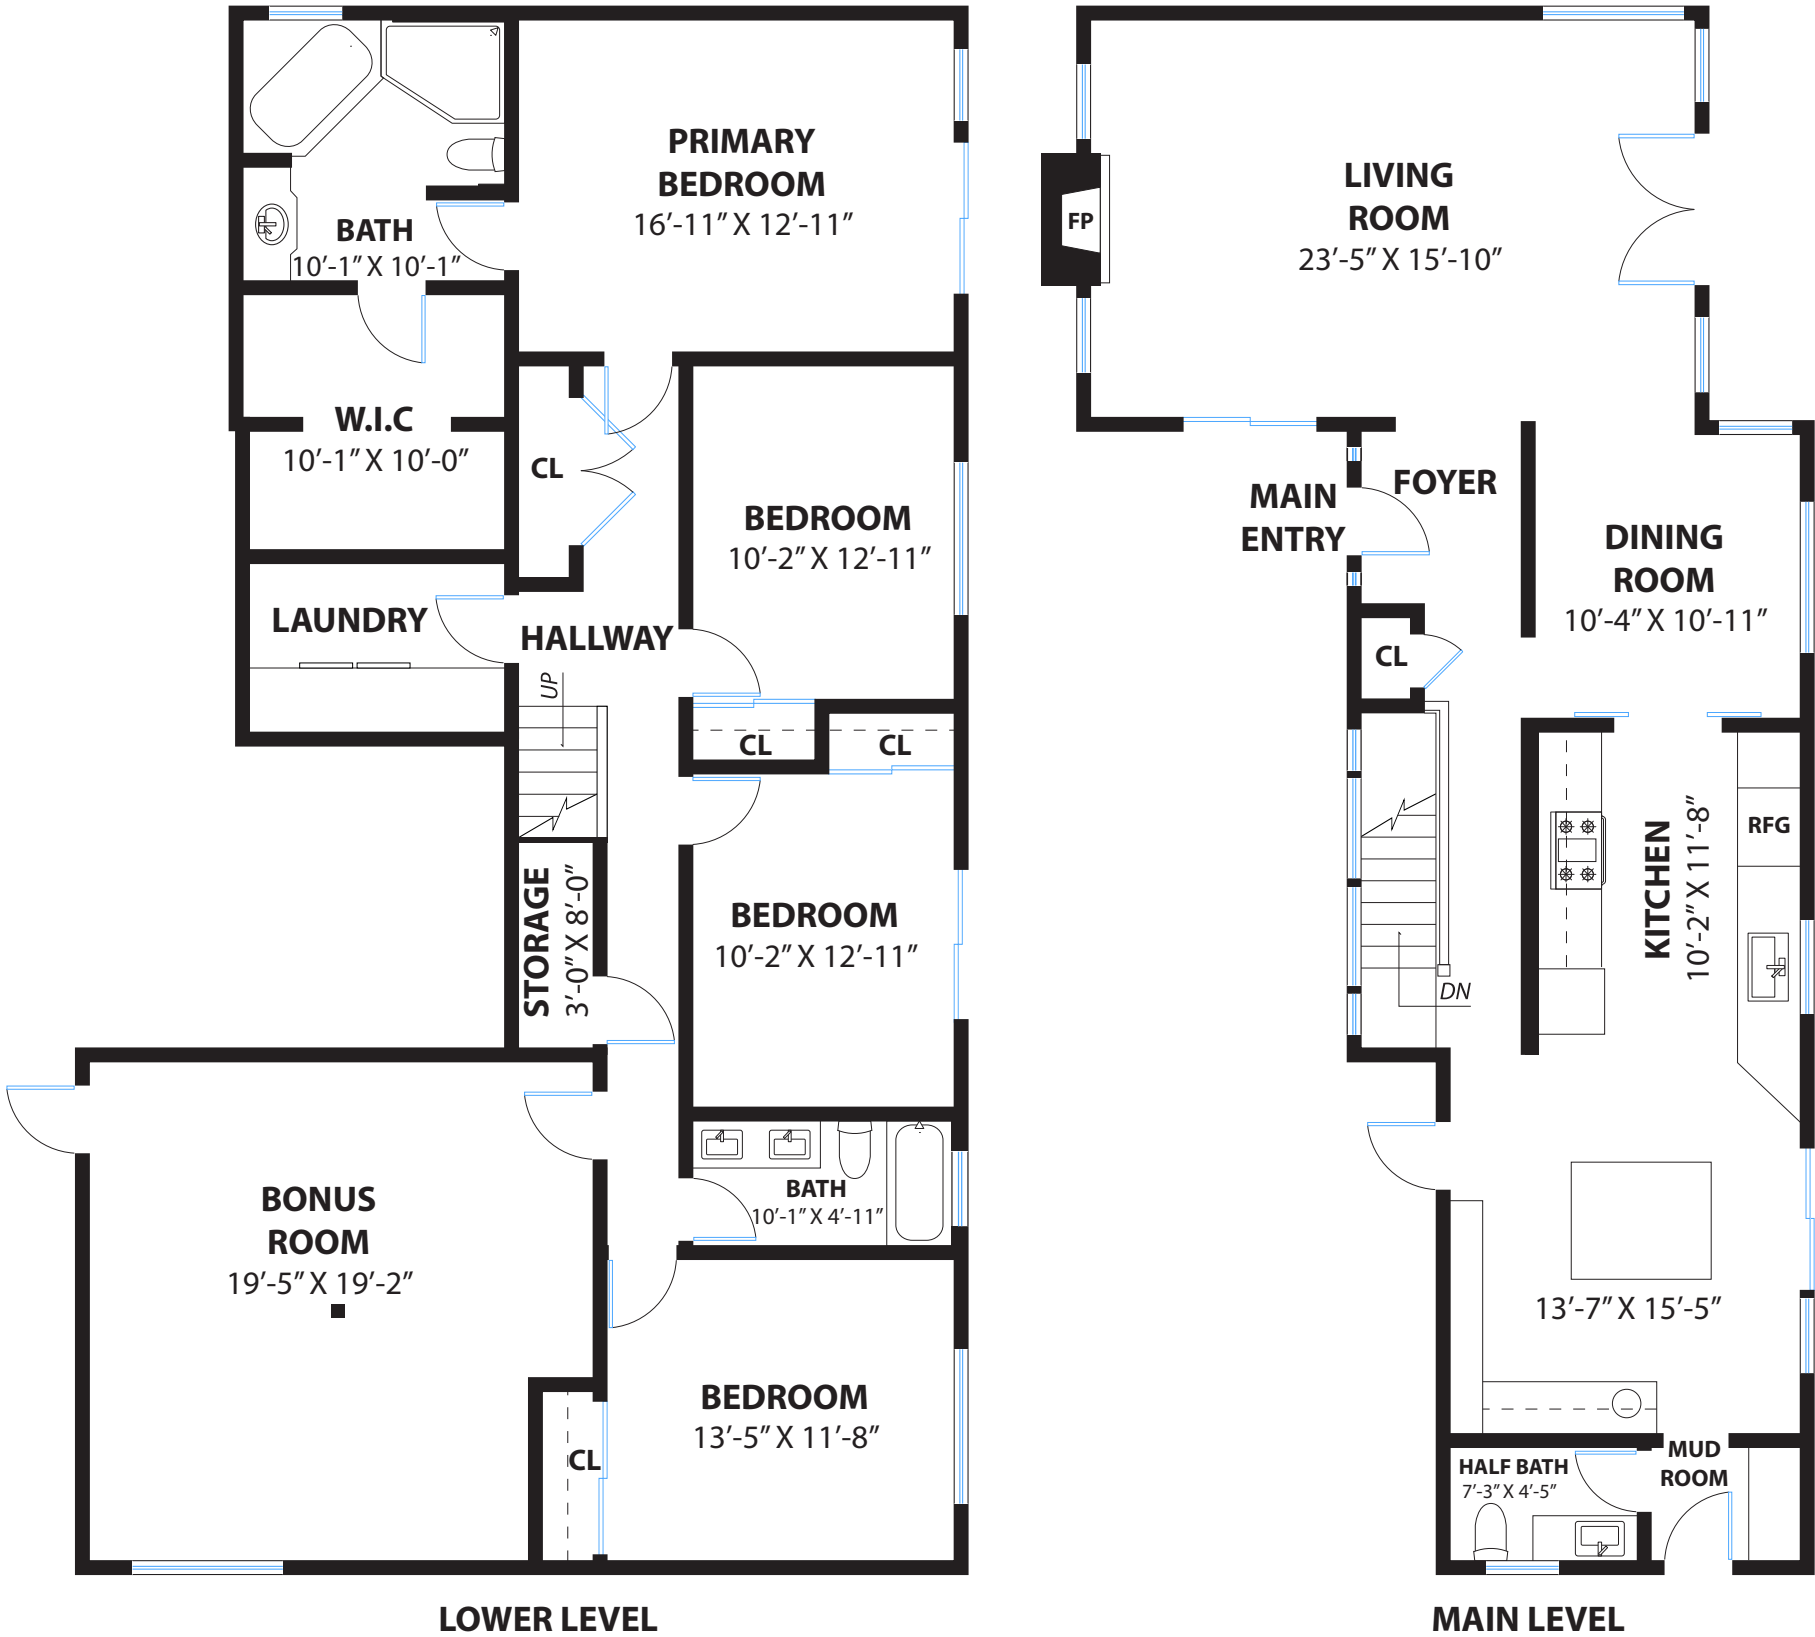 PRIMARY
BEDROOM
16′-11″ X 12′-11″
BATH
10′-1″ X 10′-1″
W.I.C
10′-1″ X 10′-0″
CL
BEDROOM
10′-2″ X 12′-11″
LAUNDRY
HALLWAY
UP
CL
CL
STORAGE
3′-0″ X 8′-0″
BEDROOM
10′-2″ X 12′-11″
BATH
10′-1″ X 4′-11″
BONUS
ROOM
19′-5″ X 19′-2″
BEDROOM
13′-5″ X 11′-8″
CL
LOWER LEVEL
LIVING
ROOM
23′-5″ X 15′-10″
FP
FOYER
MAIN
ENTRY
DINING
ROOM
10′-4″ X 10′-11″
CL
KITCHEN
10′-2″ X 11′-8″
RFG
DN
13′-7″ X 15′-5″
HALF BATH
7′-3″ X 4′-5″
MUD
ROOM
MAIN LEVEL